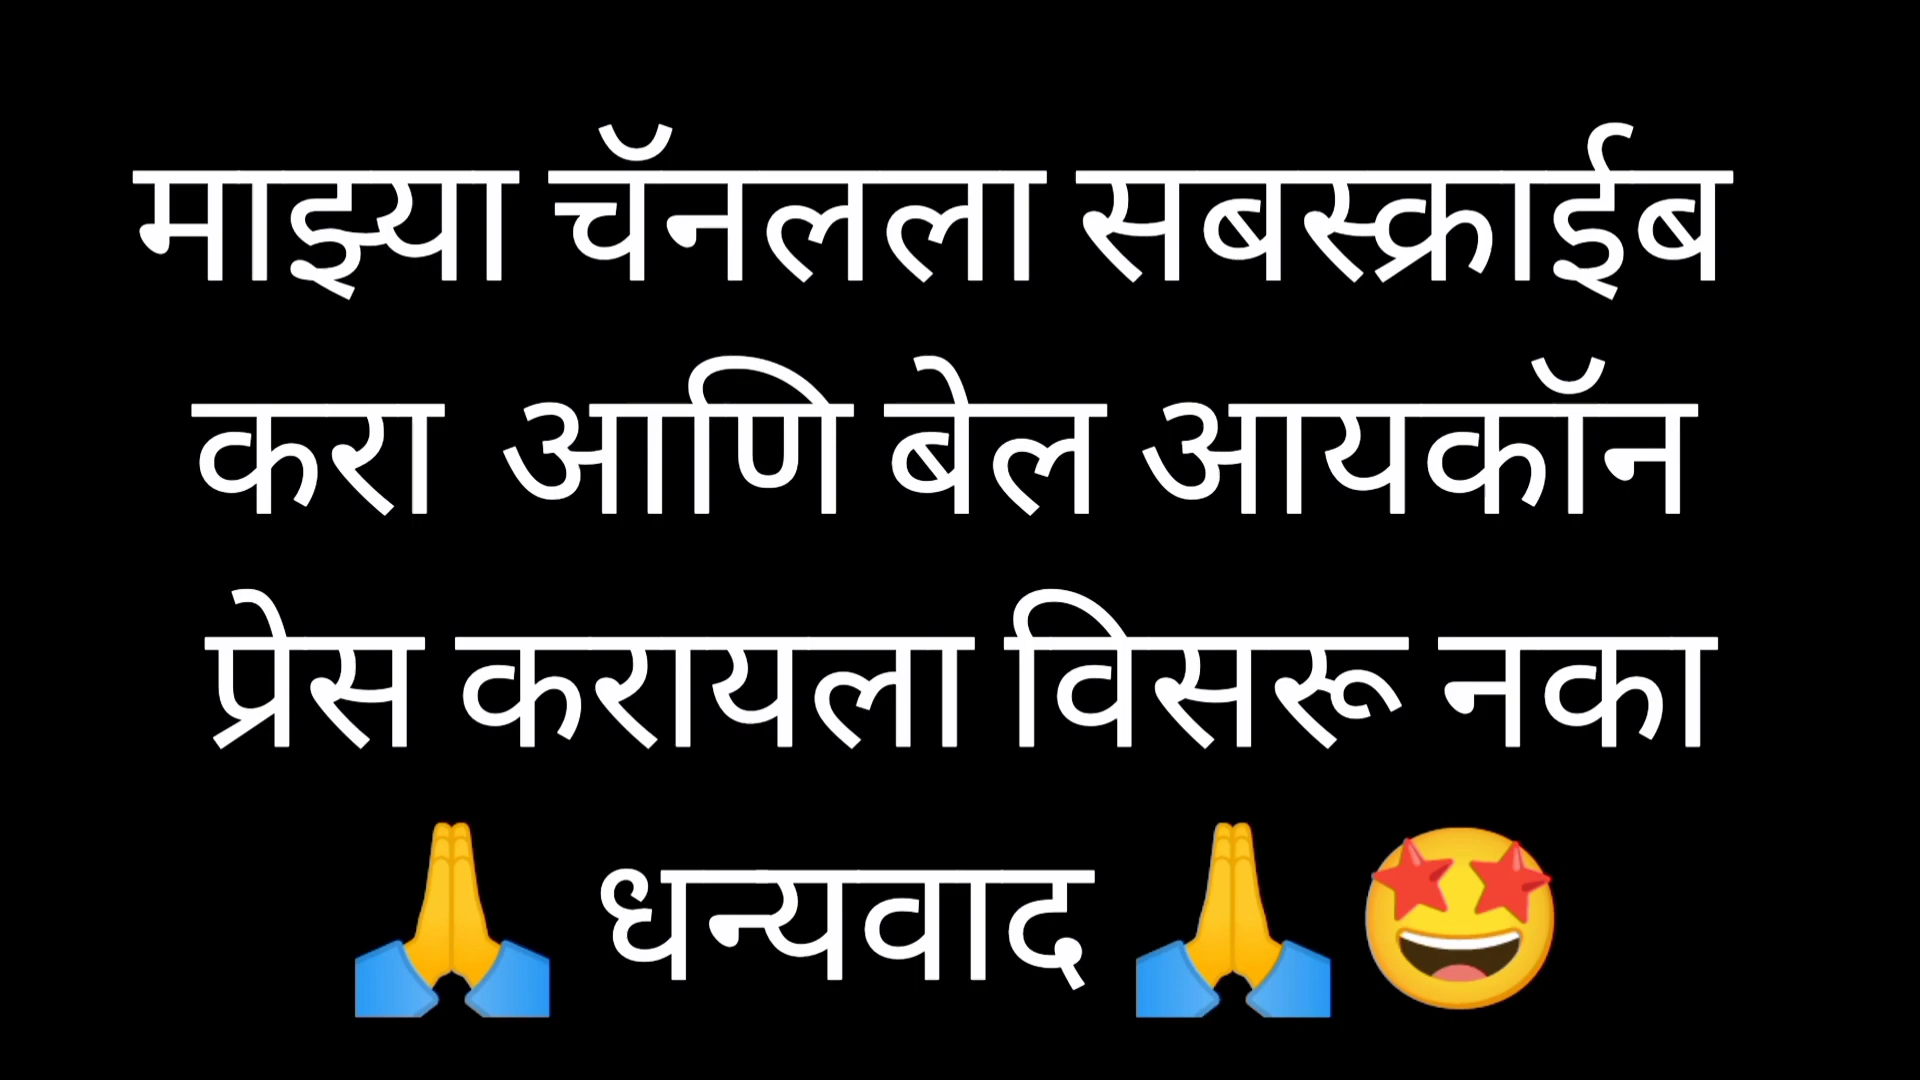 माझ्या चॅनलला सबस्क्राईब
करा आणि बेल आयकॉन
प्रेस करायला विसरू नका
🙏 धन्यवाद 🙏🤩